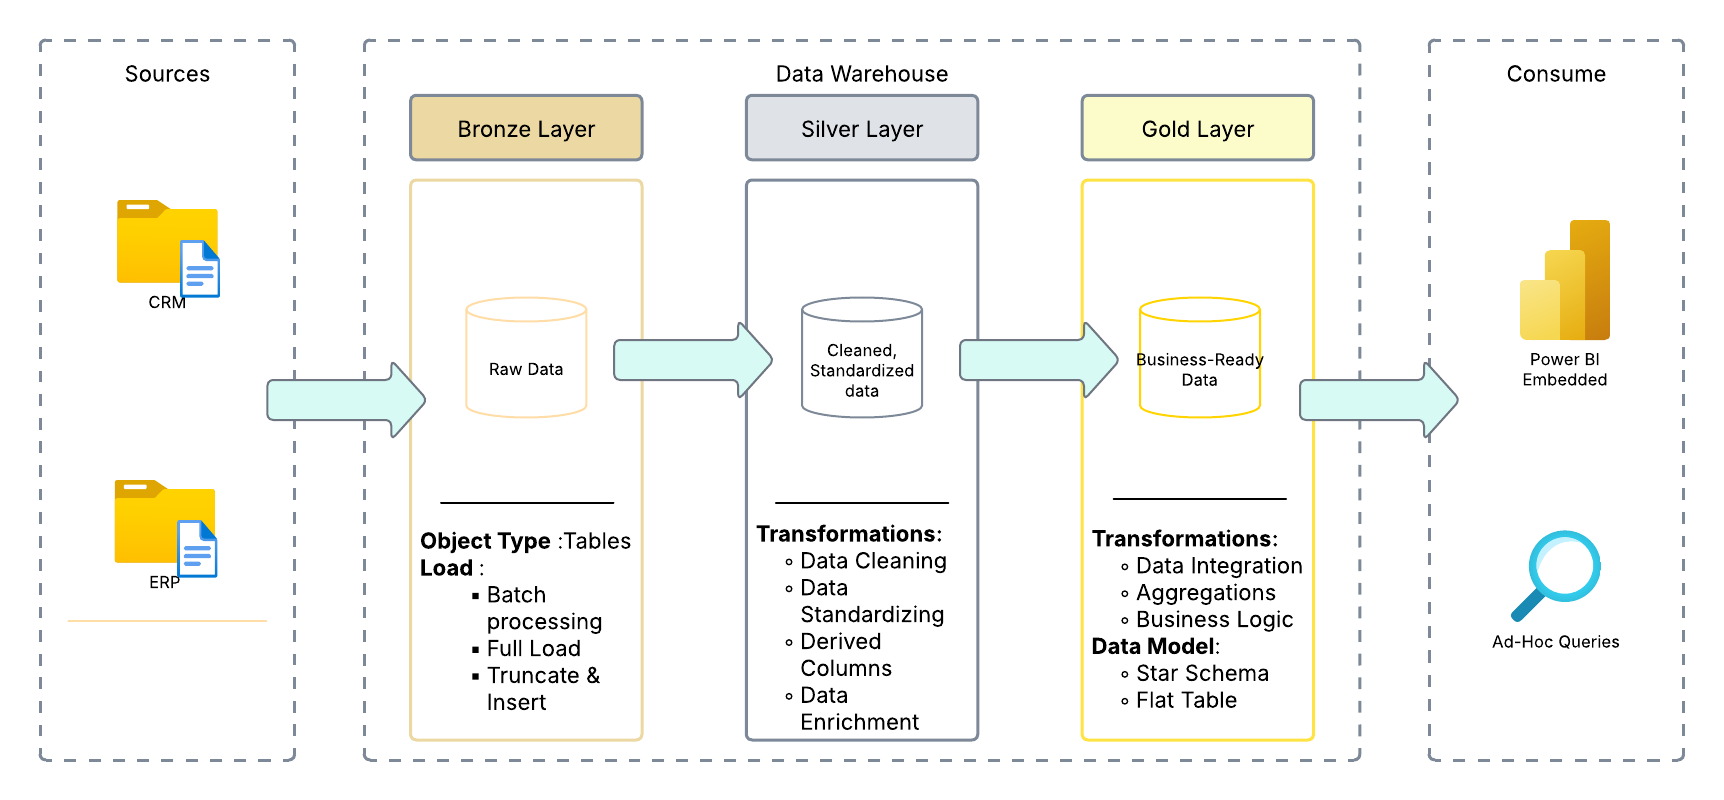 Sources
CRM
ERP
Data Warehouse
Bronze Layer
Raw Data
Object Type :Tables
Load :
▪ Batch
processing
▪ Full Load
▪ Truncate &
Insert
Silver Layer
Cleaned,
Standardized
data
Transformations:
◦ Data Cleaning
◦ Data
Standardizing
◦ Derived
Columns
◦ Data
Enrichment
Gold Layer
Business-Ready
Data
Transformations:
◦ Data Integration
◦ Aggregations
◦ Business Logic
Data Model:
◦ Star Schema
◦ Flat Table
Consume
Power BI
Embedded
Ad-Hoc Queries